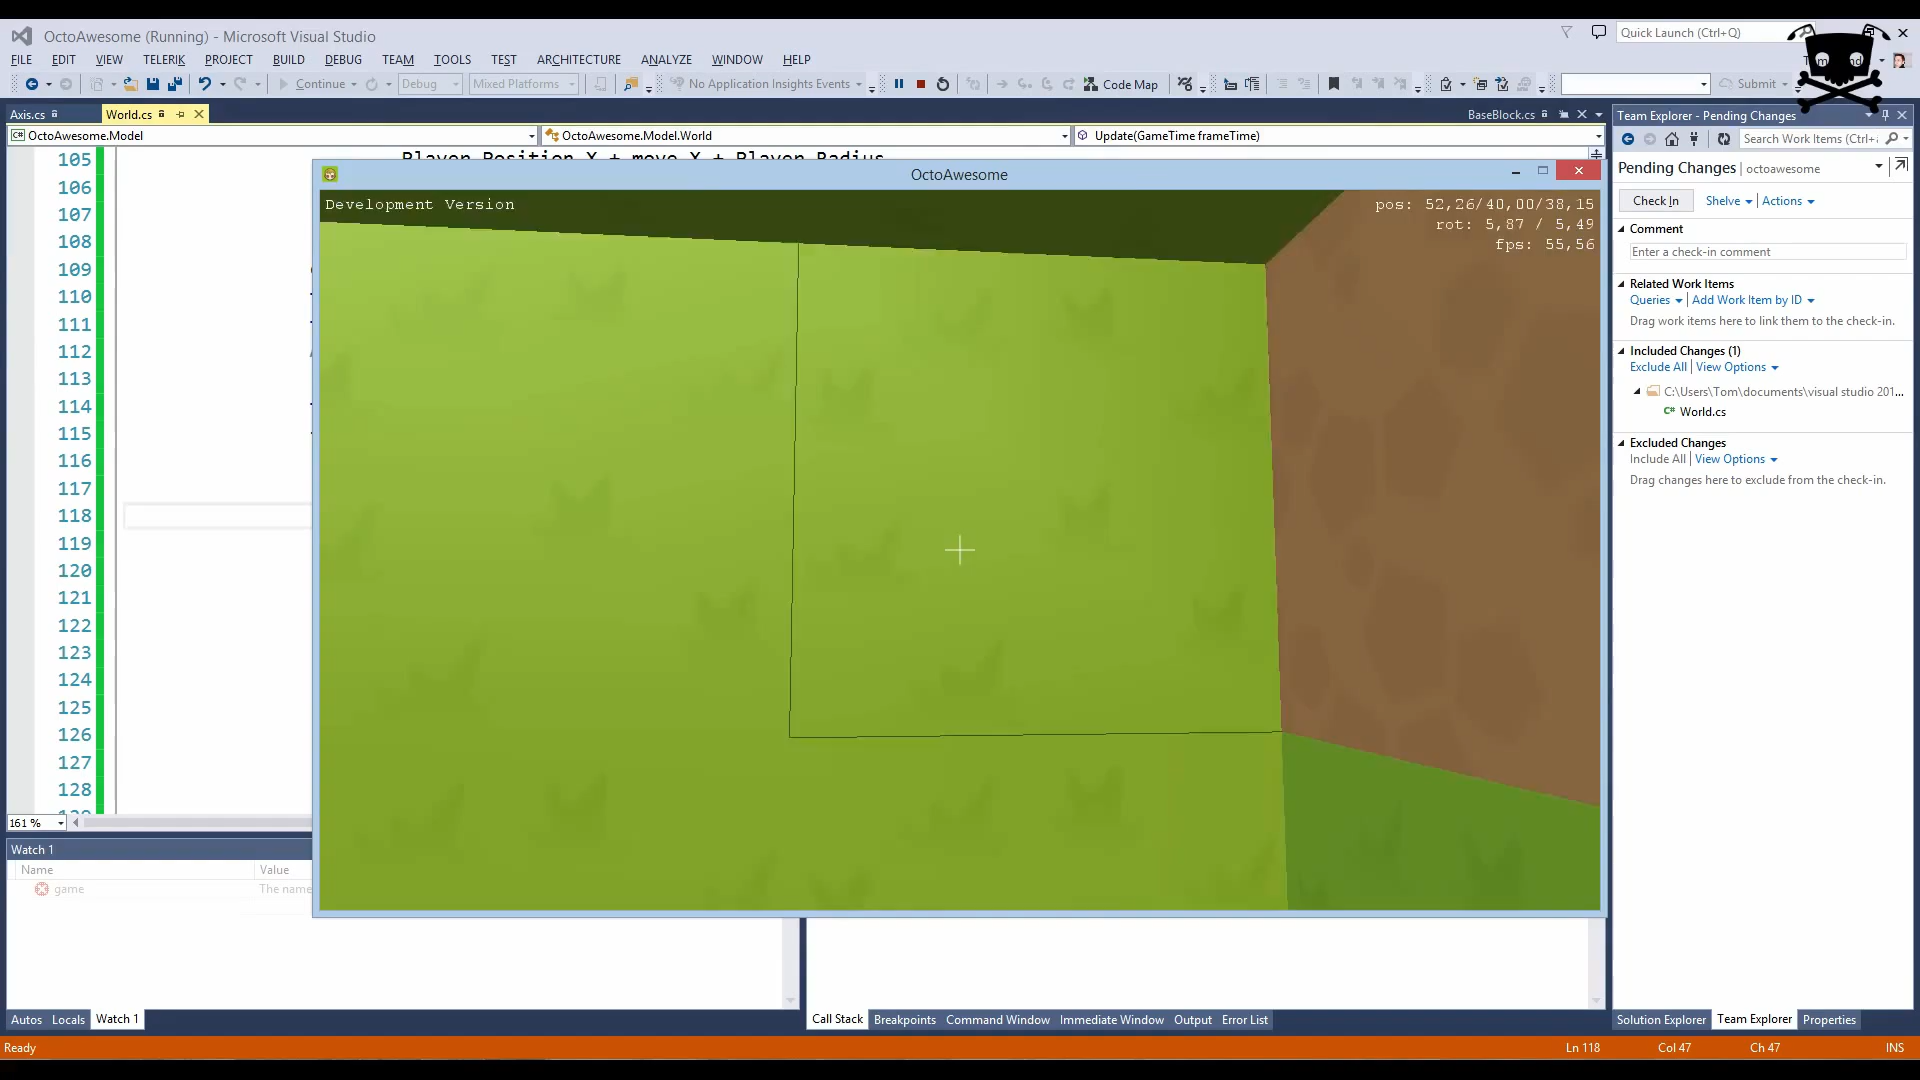 OctoAwesome (Running) - Microsoft Visual Studio
Quick Launch (Ctrl+Q)
FILE EDIT VIEW TELERIK PROJECT BUILD DEBUG TEAM TOOLS TEST ARCHITECTURE ANALYZE WINDOW HELP
Continue Debug Mixed Platforms No Application Insights Events Code Map Submit
Axis.cs World.cs BaseBlock.cs
OctoAwesome.Model OctoAwesome.Model.World Update(GameTime frameTime)
105 Player.Position.X + move.X + Player.Radius
106
107
108
109
110
111
112
113
114
115
116
117
118
119
120
121
122
123
124
125
126
127
128
161 %
OctoAwesome
Development Version
pos: 52,26/40,00/38,15
rot: 5,87 / 5,49
fps: 55,56
Watch 1
Name Value
game The name
Autos Locals Watch 1
Call Stack Breakpoints Command Window Immediate Window Output Error List
Team Explorer - Pending Changes
Search Work Items (Ctrl+
Pending Changes | octoawesome
Check In Shelve Actions
Comment
Enter a check-in comment
Related Work Items
Queries Add Work Item by ID
Drag work items here to link them to the check-in.
Included Changes (1)
Exclude All View Options
C:\Users\Tom\documents\visual studio 201...
World.cs
Excluded Changes
Include All View Options
Drag changes here to exclude from the check-in.
Solution Explorer Team Explorer Properties
Ready Ln 118 Col 47 Ch 47 INS